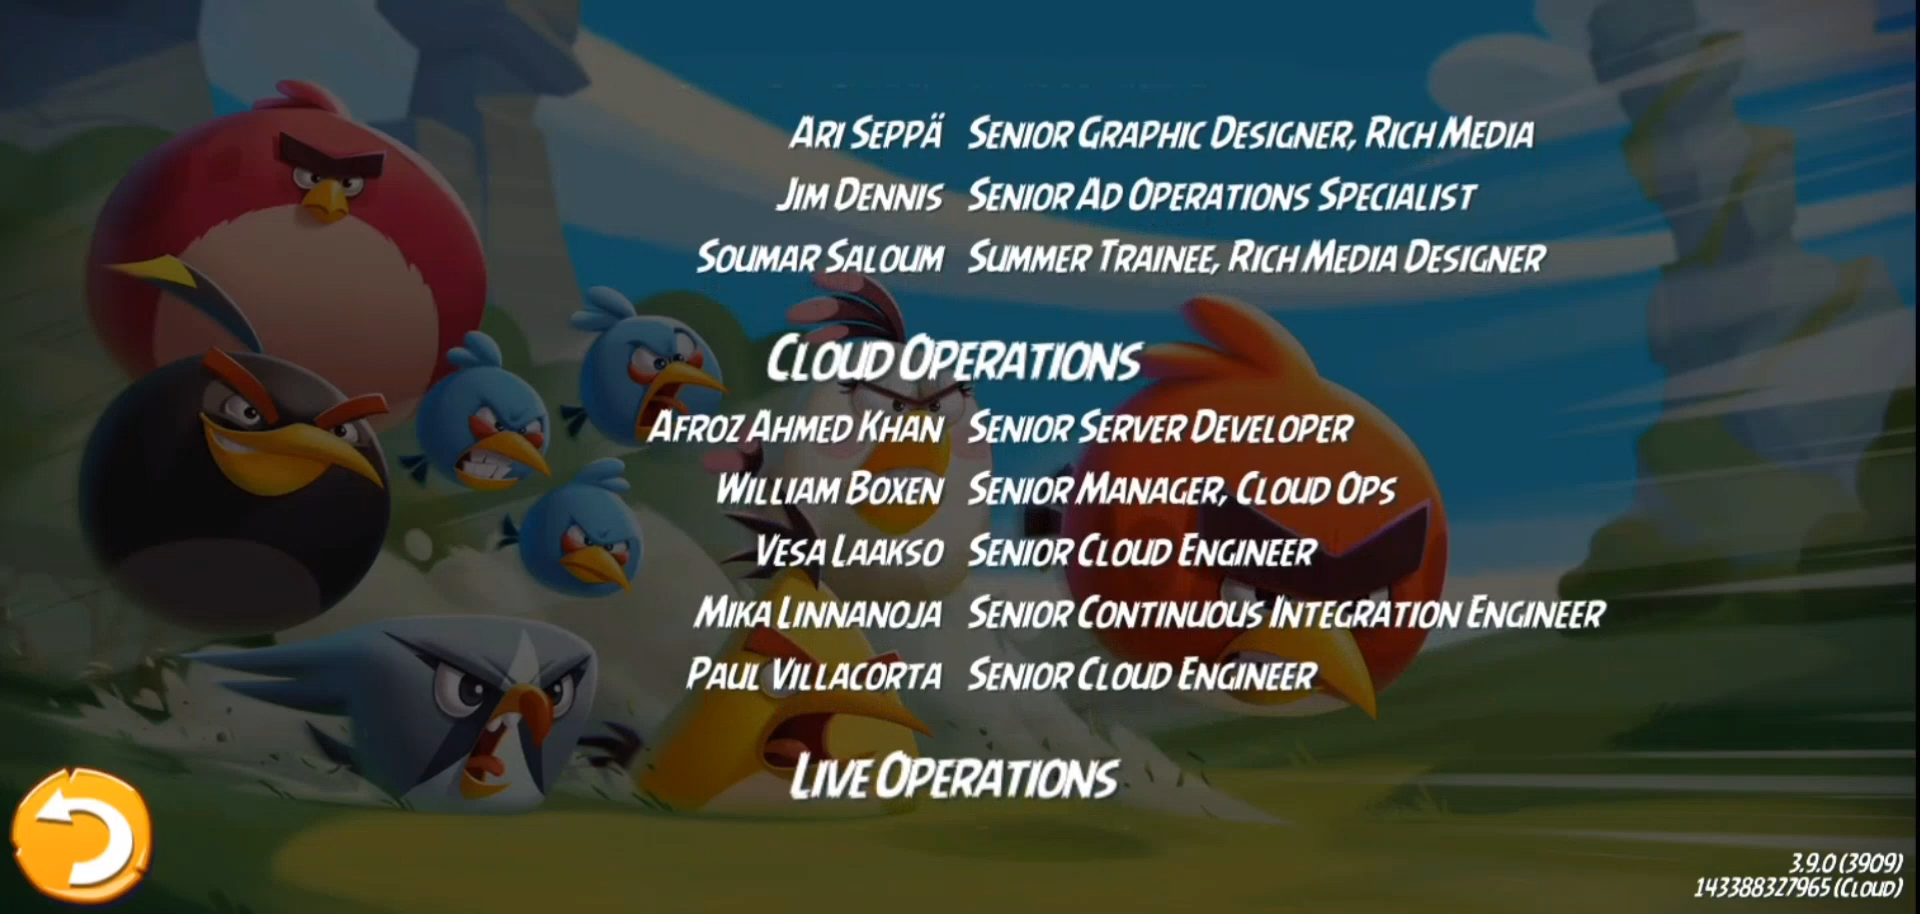 Ari Seppä Senior Graphic Designer, Rich Media
Jim Dennis Senior Ad Operations Specialist
Soumar Saloum Summer Trainee, Rich Media Designer
Cloud Operations
Afroz Ahmed Khan Senior Server Developer
William Boxen Senior Manager, Cloud Ops
Vesa Laakso Senior Cloud Engineer
Mika Linnanoja Senior Continuous Integration Engineer
Paul Villacorta Senior Cloud Engineer
Live Operations
3.9.0 (3909)
143388327965 (Cloud)